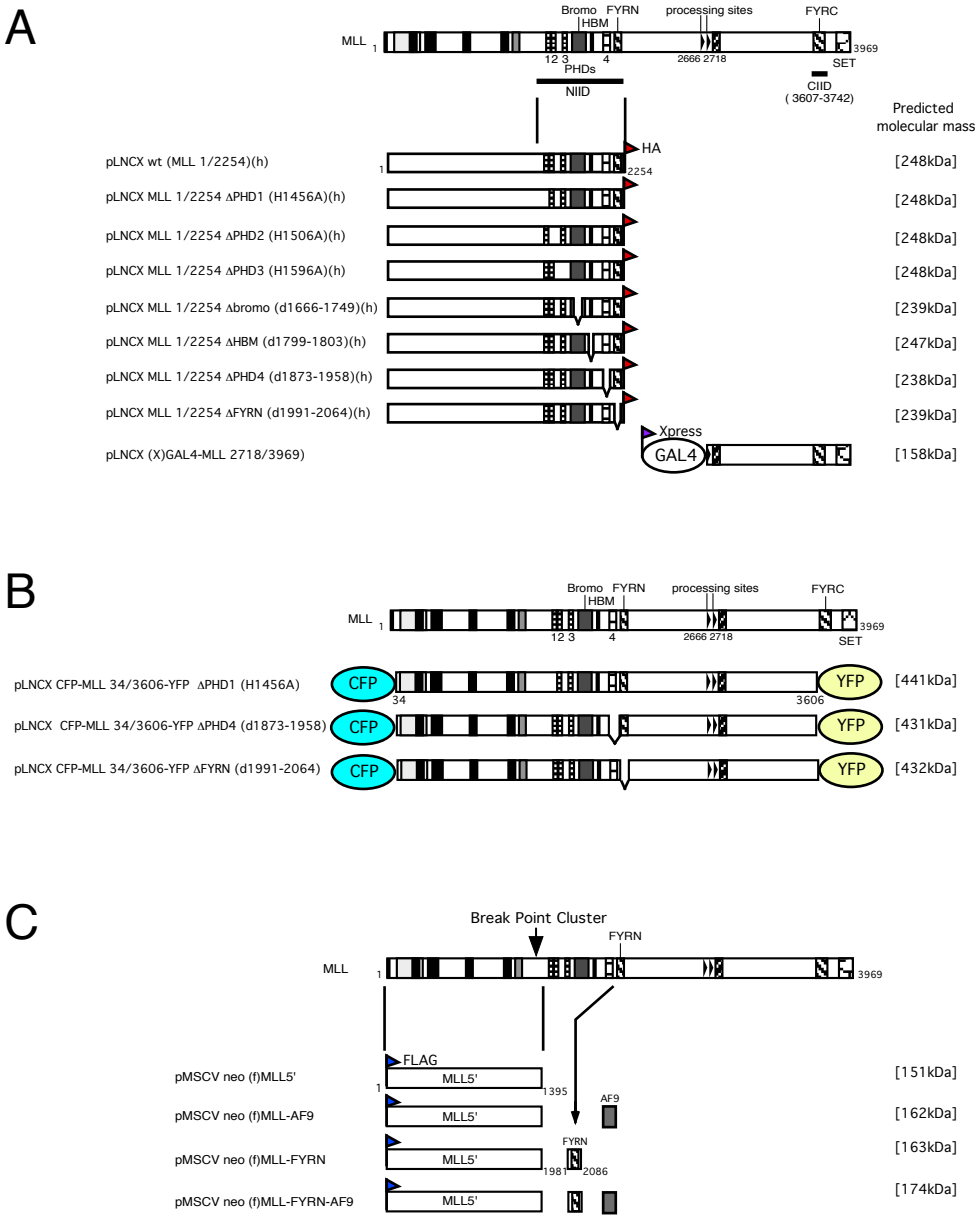 A
Bromo FYRN processing sites FYRC
HBM
MLL 1 3969
12 3 4 2666 2718 SET
PHDs
NIID
CIID
( 3607-3742)
Predicted
molecular mass
HA
pLNCX wt (MLL 1/2254)(h) 1 2254 [248kDa]
pLNCX MLL 1/2254 ΔPHD1 (H1456A)(h) [248kDa]
pLNCX MLL 1/2254 ΔPHD2 (H1506A)(h) [248kDa]
pLNCX MLL 1/2254 ΔPHD3 (H1596A)(h) [248kDa]
pLNCX MLL 1/2254 Δbromo (d1666-1749)(h) [239kDa]
pLNCX MLL 1/2254 ΔHBM (d1799-1803)(h) [247kDa]
pLNCX MLL 1/2254 ΔPHD4 (d1873-1958)(h) [238kDa]
pLNCX MLL 1/2254 ΔFYRN (d1991-2064)(h) [239kDa]
Xpress
pLNCX (X)GAL4-MLL 2718/3969) GAL4 [158kDa]
B
Bromo FYRN processing sites FYRC
HBM
MLL 1 3969
12 3 4 2666 2718 SET
pLNCX CFP-MLL 34/3606-YFP ΔPHD1 (H1456A) CFP YFP [441kDa]
34 3606
pLNCX CFP-MLL 34/3606-YFP ΔPHD4 (d1873-1958) CFP YFP [431kDa]
pLNCX CFP-MLL 34/3606-YFP ΔFYRN (d1991-2064) CFP YFP [432kDa]
C
Break Point Cluster
FYRN
MLL 1 3969
FLAG
pMSCV neo (f)MLL5' 1 MLL5' 1395 [151kDa]
AF9
pMSCV neo (f)MLL-AF9 MLL5' [162kDa]
FYRN
pMSCV neo (f)MLL-FYRN MLL5' 1981 2086 [163kDa]
pMSCV neo (f)MLL-FYRN-AF9 MLL5' [174kDa]